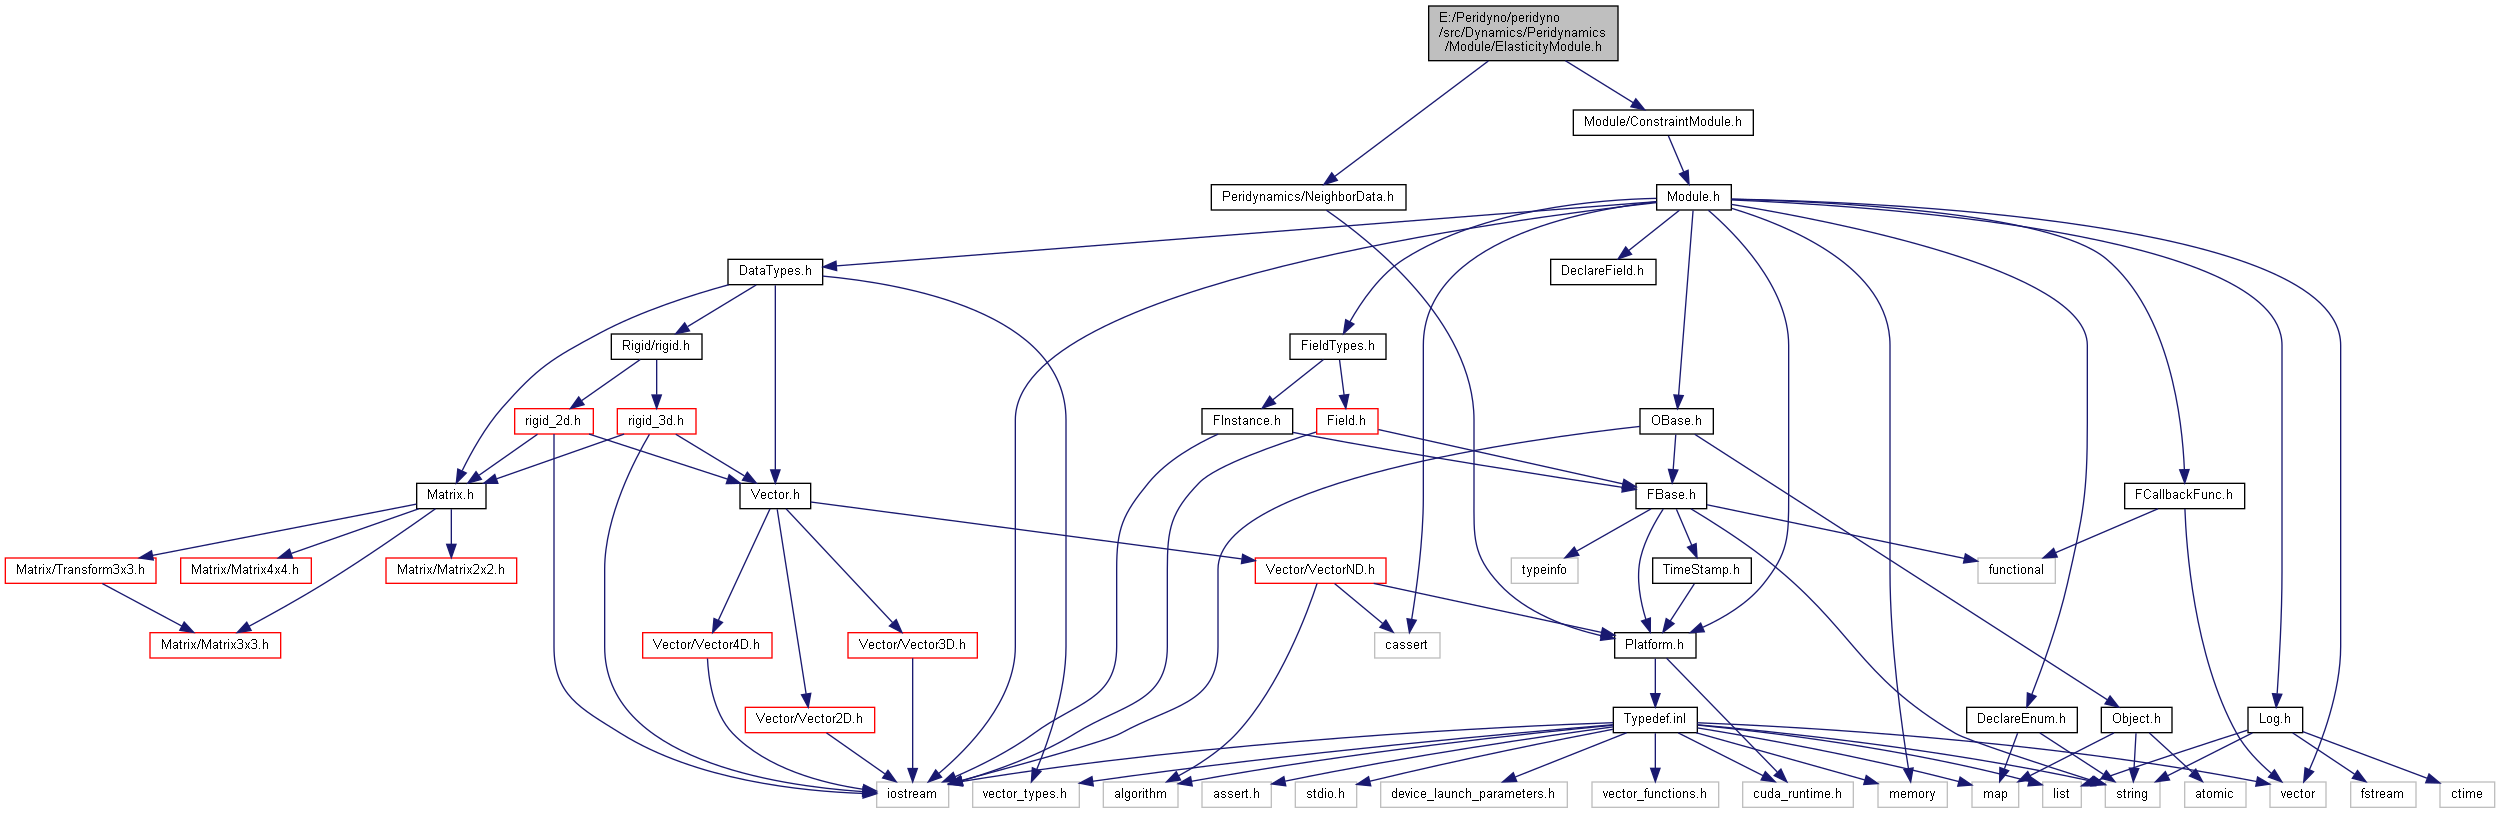 E:/Peridyno/peridyno
/src/Dynamics/Peridynamics
/Module/ElasticityModule.h
Module/ConstraintModule.h
Peridynamics/NeighborData.h
Module.h
DataTypes.h
DeclareField.h
Rigid/rigid.h
FieldTypes.h
rigid_2d.h
rigid_3d.h
FInstance.h
Field.h
OBase.h
Matrix.h
Vector.h
FBase.h
FCallbackFunc.h
Matrix/Transform3x3.h
Matrix/Matrix4x4.h
Matrix/Matrix2x2.h
Vector/VectorND.h
typeinfo
TimeStamp.h
functional
Matrix/Matrix3x3.h
Vector/Vector4D.h
Vector/Vector3D.h
cassert
Platform.h
Vector/Vector2D.h
Typedef.inl
DeclareEnum.h
Object.h
Log.h
iostream
vector_types.h
algorithm
assert.h
stdio.h
device_launch_parameters.h
vector_functions.h
cuda_runtime.h
memory
map
list
string
atomic
vector
fstream
ctime